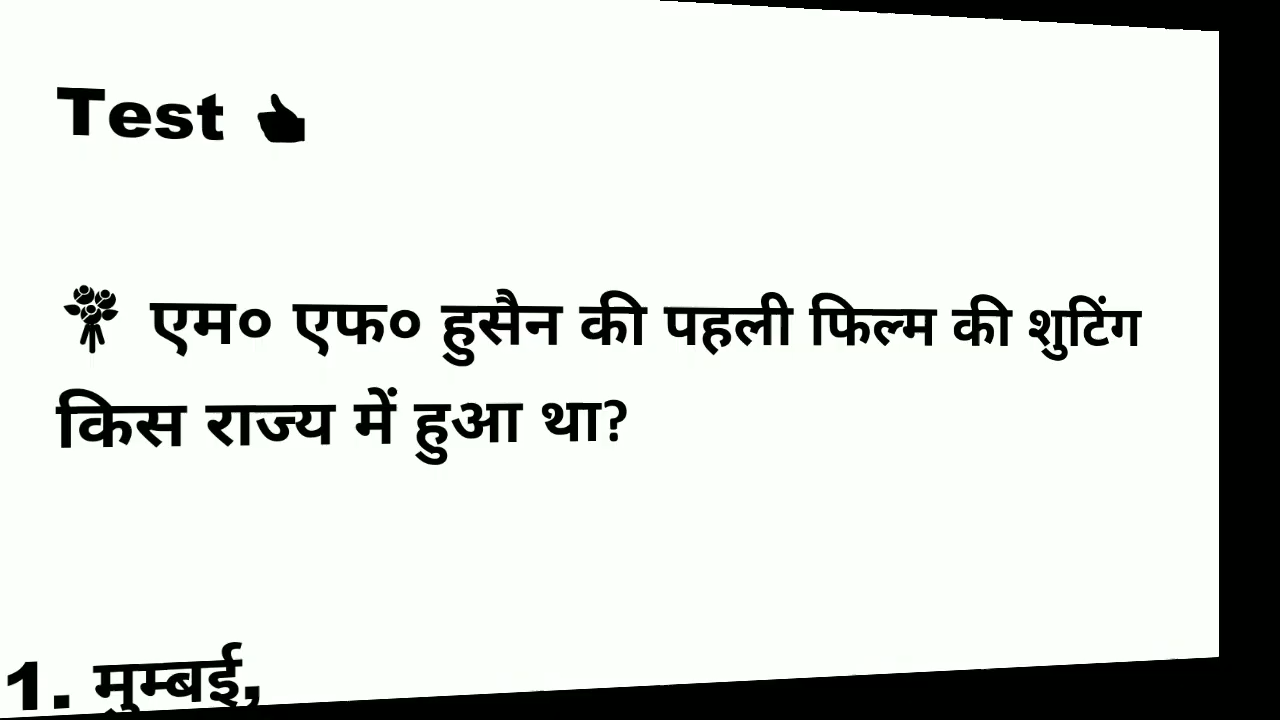 Test 👍
💐 एम० एफ० हुसैन की पहली फिल्म की शुटिंग
किस राज्य में हुआ था?
1. मुम्बई,